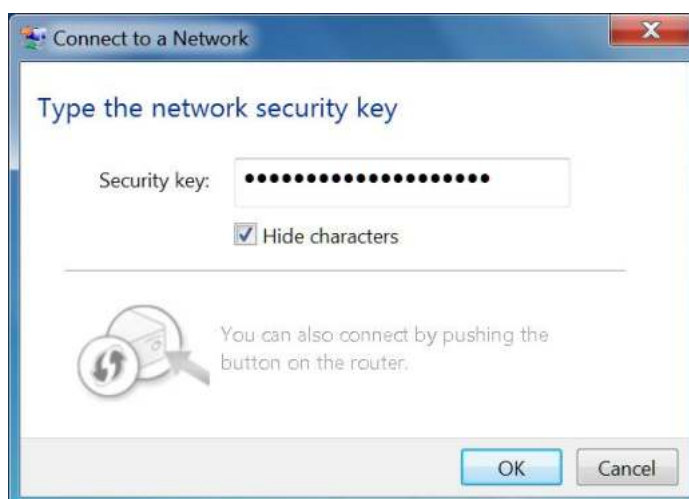 Connect to a Network
Type the network security key
Security key: ••••••••••••••••••••
Hide characters
You can also connect by pushing the
button on the router.
OK Cancel